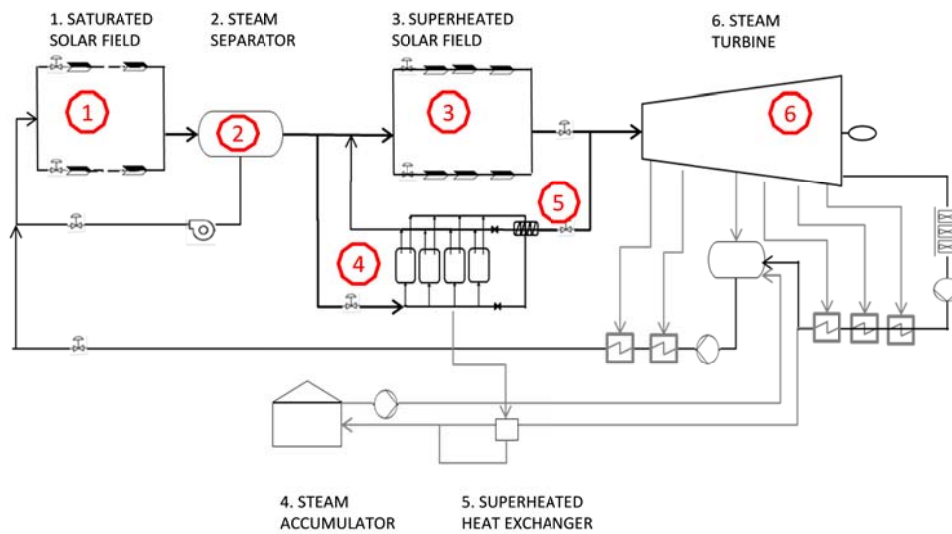 1. SATURATED
SOLAR FIELD
2. STEAM
SEPARATOR
3. SUPERHEATED
SOLAR FIELD
6. STEAM
TURBINE
1
2
3
6
5
4
4. STEAM
ACCUMULATOR
5. SUPERHEATED
HEAT EXCHANGER